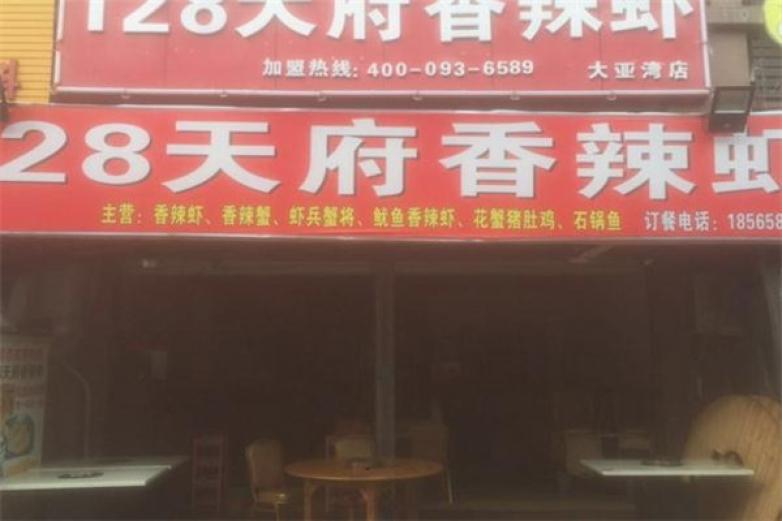 128天府香辣虾
加盟热线: 400-093-6589 大亚湾店
28天府香辣虾
主营：香辣虾、香辣蟹、虾兵蟹将、鱿鱼香辣虾、花蟹猪肚鸡、石锅鱼 订餐电话：185658